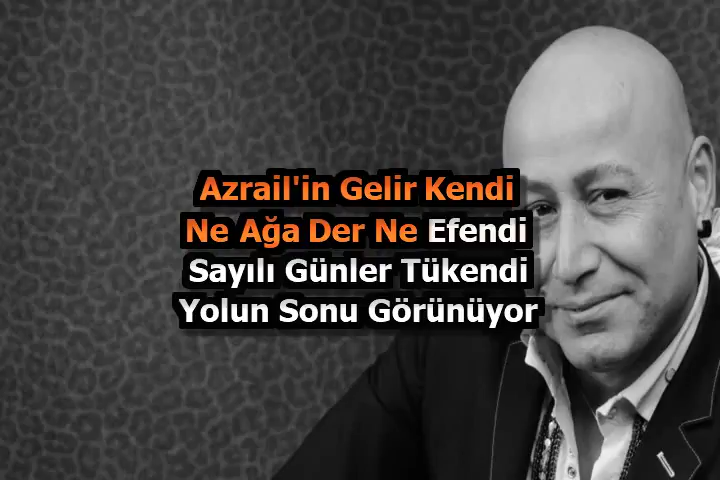 Azrail'in Gelir Kendi
Ne Ağa Der Ne Efendi
Sayılı Günler Tükendi
Yolun Sonu Görünüyor